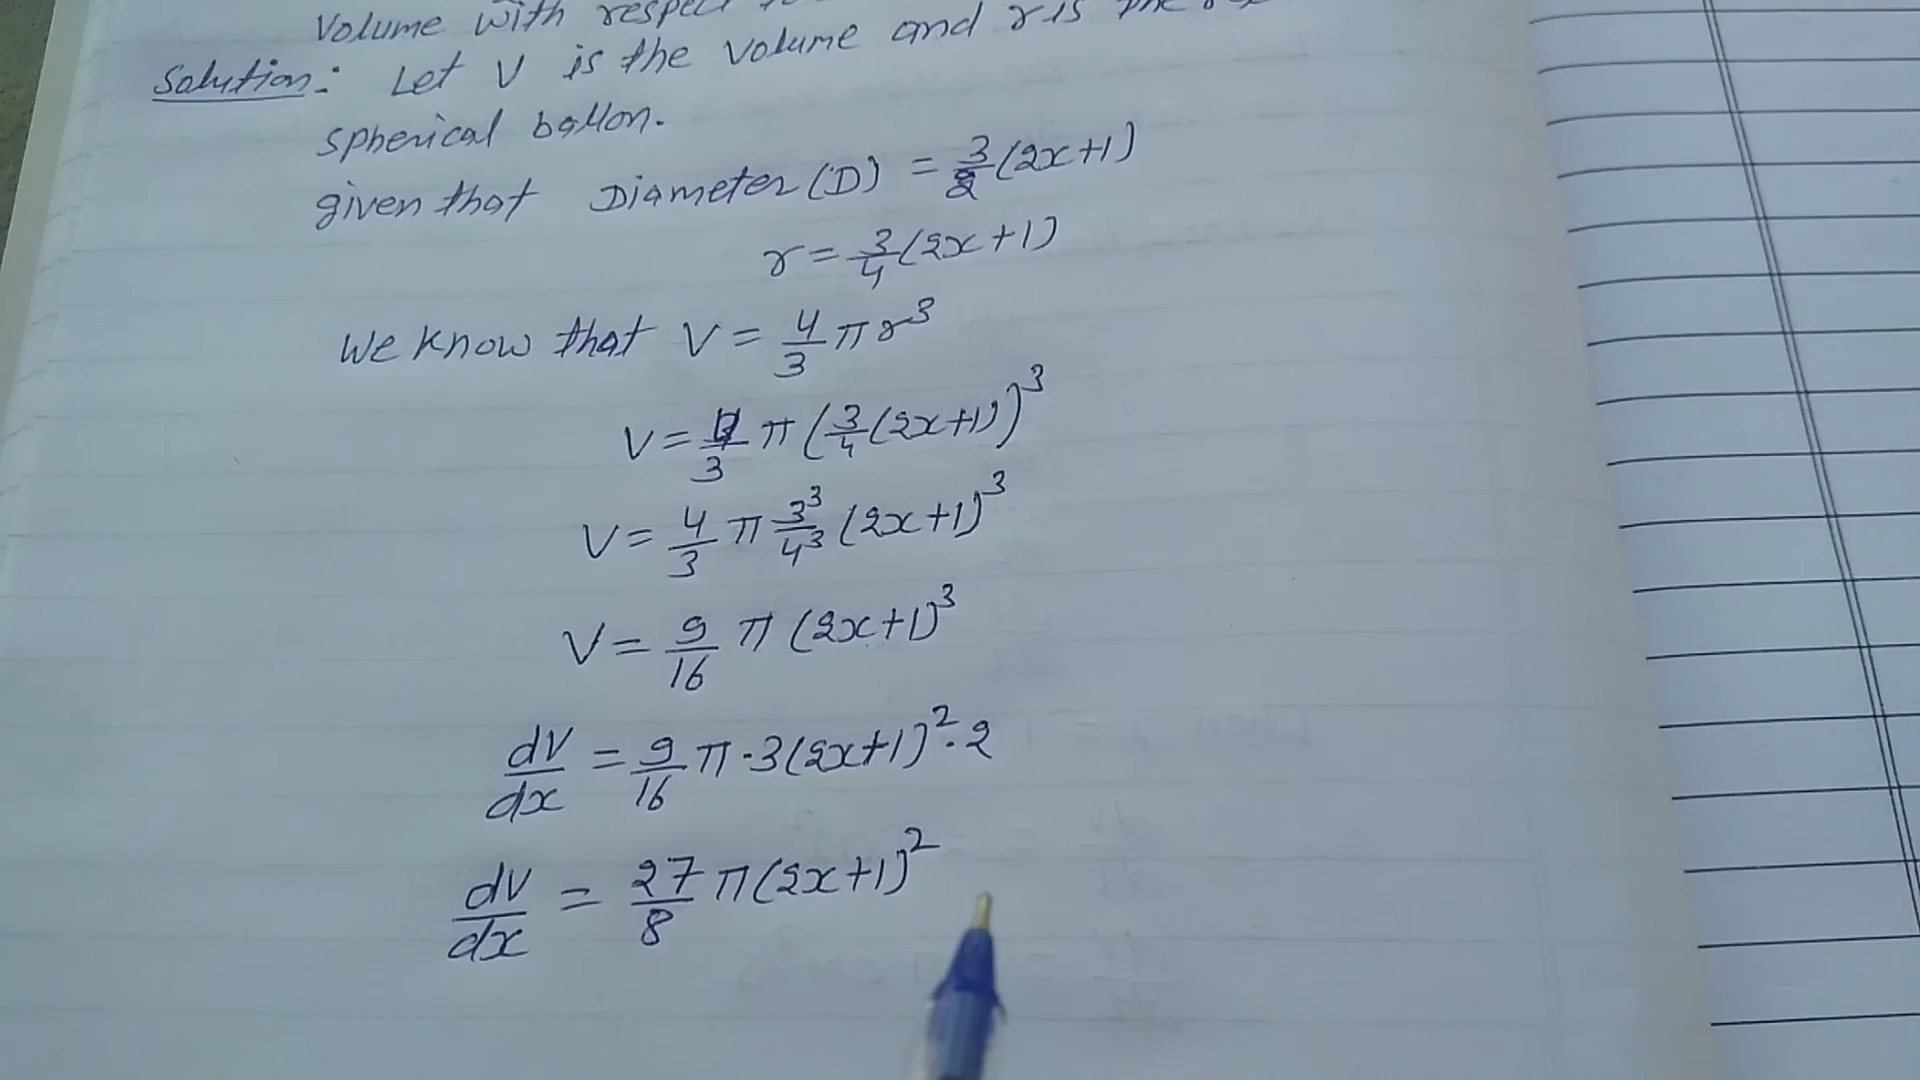 Volume with respect
Solution: Let V is the volume and r is the
spherical ballon.
given that Diameter (D) = 3/2 (2x+1)
r = 3/4 (2x+1)
We know that V = 4/3 π r³
V = 4/3 π (3/4 (2x+1))³
V = 4/3 π 3³/4³ (2x+1)³
V = 9/16 π (2x+1)³
dV/dx = 9/16 π · 3(2x+1)² · 2
dV/dx = 27/8 π (2x+1)²